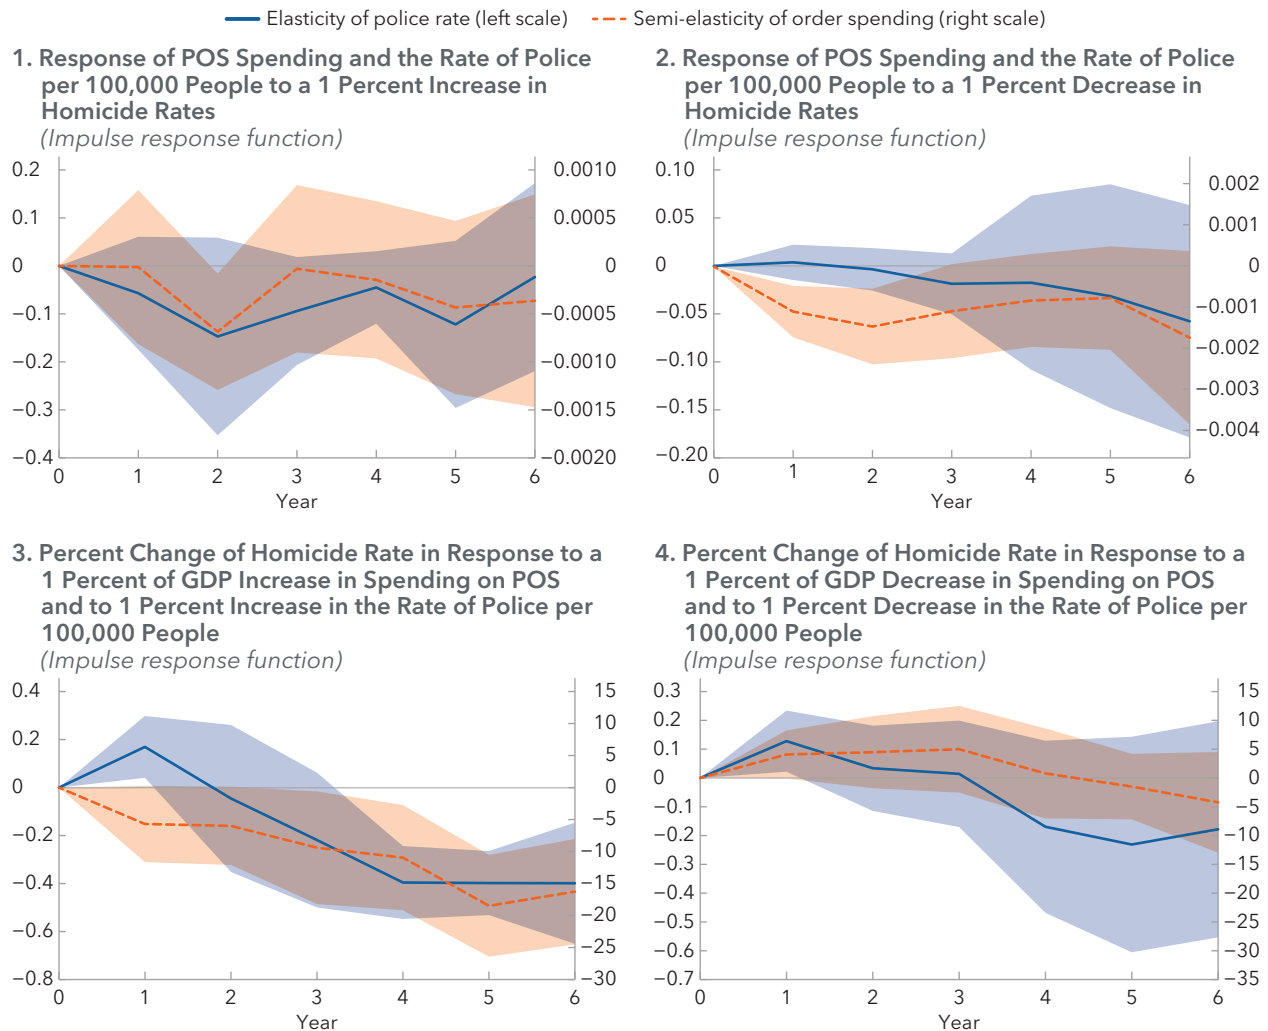 Elasticity of police rate (left scale)
Semi-elasticity of order spending (right scale)
1. Response of POS Spending and the Rate of Police
per 100,000 People to a 1 Percent Increase in
Homicide Rates
(Impulse response function)
0.2
0.1
0
−0.1
−0.2
−0.3
−0.4
0.0010
0.0005
0
−0.0005
−0.0010
−0.0015
−0.0020
0 1 2 3 4 5 6
Year
2. Response of POS Spending and the Rate of Police
per 100,000 People to a 1 Percent Decrease in
Homicide Rates
(Impulse response function)
0.10
0.05
0
−0.05
−0.10
−0.15
−0.20
0.002
0.001
0
−0.001
−0.002
−0.003
−0.004
0 1 2 3 4 5 6
Year
3. Percent Change of Homicide Rate in Response to a
1 Percent of GDP Increase in Spending on POS
and to 1 Percent Increase in the Rate of Police per
100,000 People
(Impulse response function)
0.4
0.2
0
−0.2
−0.4
−0.6
−0.8
15
10
5
0
−5
−10
−15
−20
−25
−30
0 1 2 3 4 5 6
Year
4. Percent Change of Homicide Rate in Response to a
1 Percent of GDP Decrease in Spending on POS
and to 1 Percent Decrease in the Rate of Police per
100,000 People
(Impulse response function)
0.3
0.2
0.1
0
−0.1
−0.2
−0.3
−0.4
−0.5
−0.6
−0.7
15
10
5
0
−5
−10
−15
−20
−25
−30
−35
0 1 2 3 4 5 6
Year